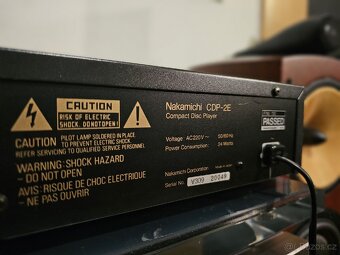 CAUTION
RISK OF ELECTRIC
SHOCK. DO NOT OPEN!
Nakamichi CDP-2E
Compact Disc Player
PASSED
CAUTION
PILOT LAMP SOLDERED IN PLACE
TO PREVENT ELECTRIC SHOCK
REFER SERVICING TO QUALIFIED SERVICE PERSONNEL
WARNING: SHOCK HAZARD
– DO NOT OPEN
AVIS: RISQUE DE CHOC ELECTRIQUE
– NE PAS OUVRIR
Voltage: AC220V~ 50/60Hz
Power Consumption: 24 Watts
Nakamichi Corporation
Serial No. V309 20049